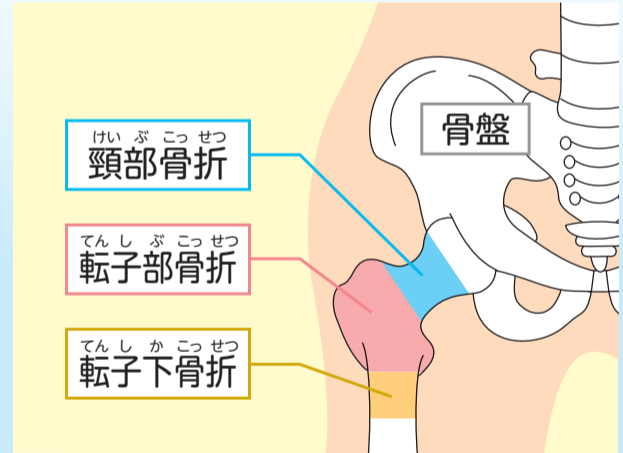 骨盤
けいぶこっせつ
頸部骨折
てんしぶこっせつ
転子部骨折
てんしかこっせつ
転子下骨折